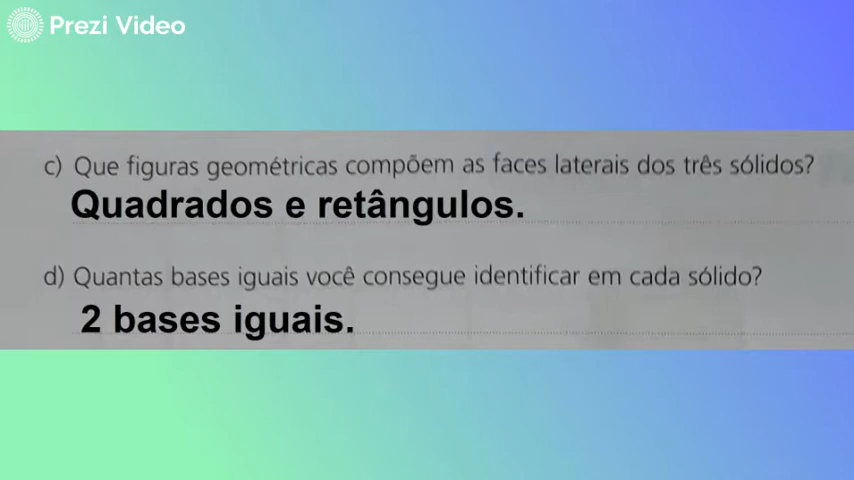 Prezi Video
c) Que figuras geométricas compõem as faces laterais dos três sólidos?
Quadrados e retângulos.
d) Quantas bases iguais você consegue identificar em cada sólido?
2 bases iguais.